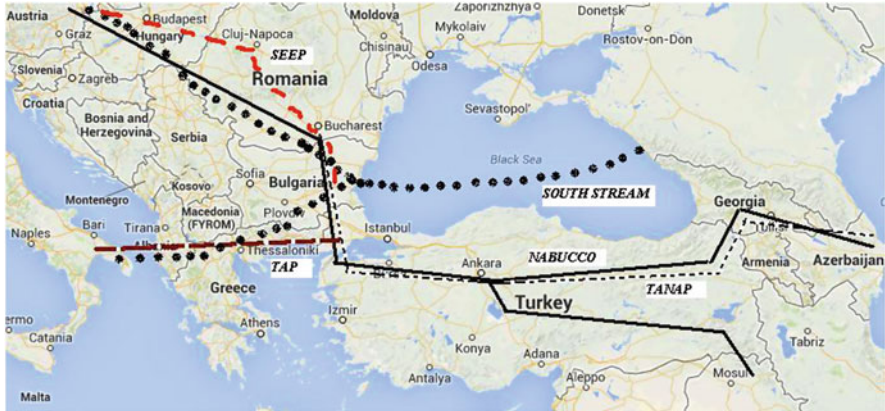 Austria
Graz
Budapest
Hungary
Cluj-Napoca
Moldova
Chisinau
Mykolaiv
Odesa
Zaporizhzhya
Donetsk
Rostov-on-Don
SEEP
Slovenia
Zagreb
Croatia
Romania
Bosnia and
Herzegovina
Serbia
Bucharest
Sevastopol'
Black Sea
Montenegro
Kosovo
Sofia
Bulgaria
SOUTH STREAM
Georgia
Macedonia
(FYROM)
Plovdiv
Bari
Tirana
Naples
Istanbul
Thessaloniki
TAP
Ankara
NABUCCO
TANAP
Armenia
Azerbaijan
Greece
Turkey
Izmir
Athens
Konya
Adana
Antalya
Aleppo
Mosul
Tabriz
Catania
Malta